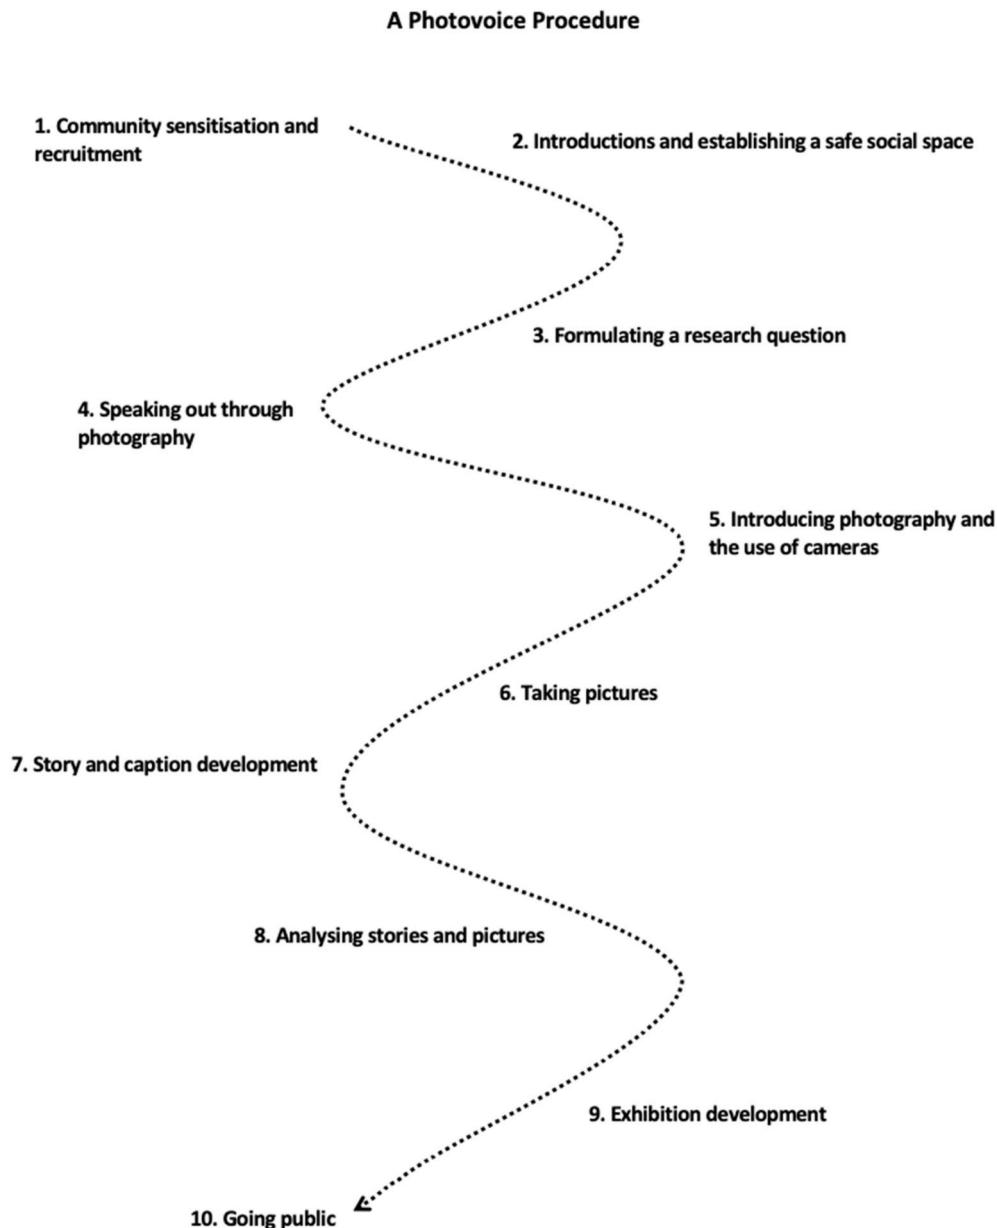 A Photovoice Procedure
1. Community sensitisation and
recruitment
2. Introductions and establishing a safe social space
3. Formulating a research question
4. Speaking out through
photography
5. Introducing photography and
the use of cameras
6. Taking pictures
7. Story and caption development
8. Analysing stories and pictures
9. Exhibition development
10. Going public